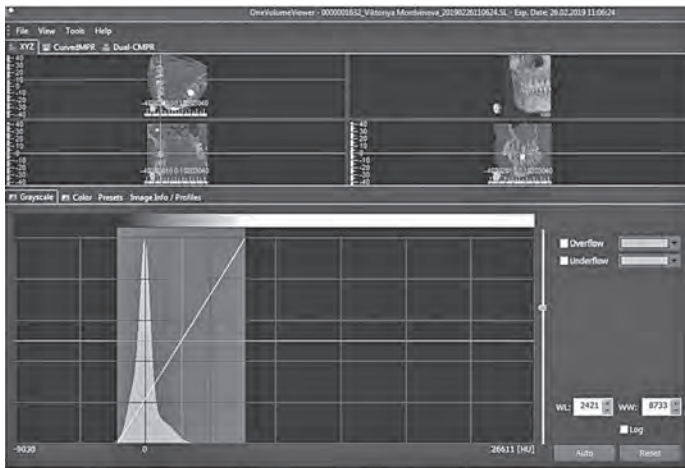 OneVolumeViewer - 0000001632_Viktoriya Mordvinova_20190226110624.SL - Exp. Date: 26.02.2019 11:06:24
File View Tools Help
XYZ CurvedMPR Dual-CMPR
Grayscale Color Presets Image Info / Profiles
Overflow
Underflow
WL: 2421 WW: 8733
Log
-9030 0 26611 [HU]
Auto Reset